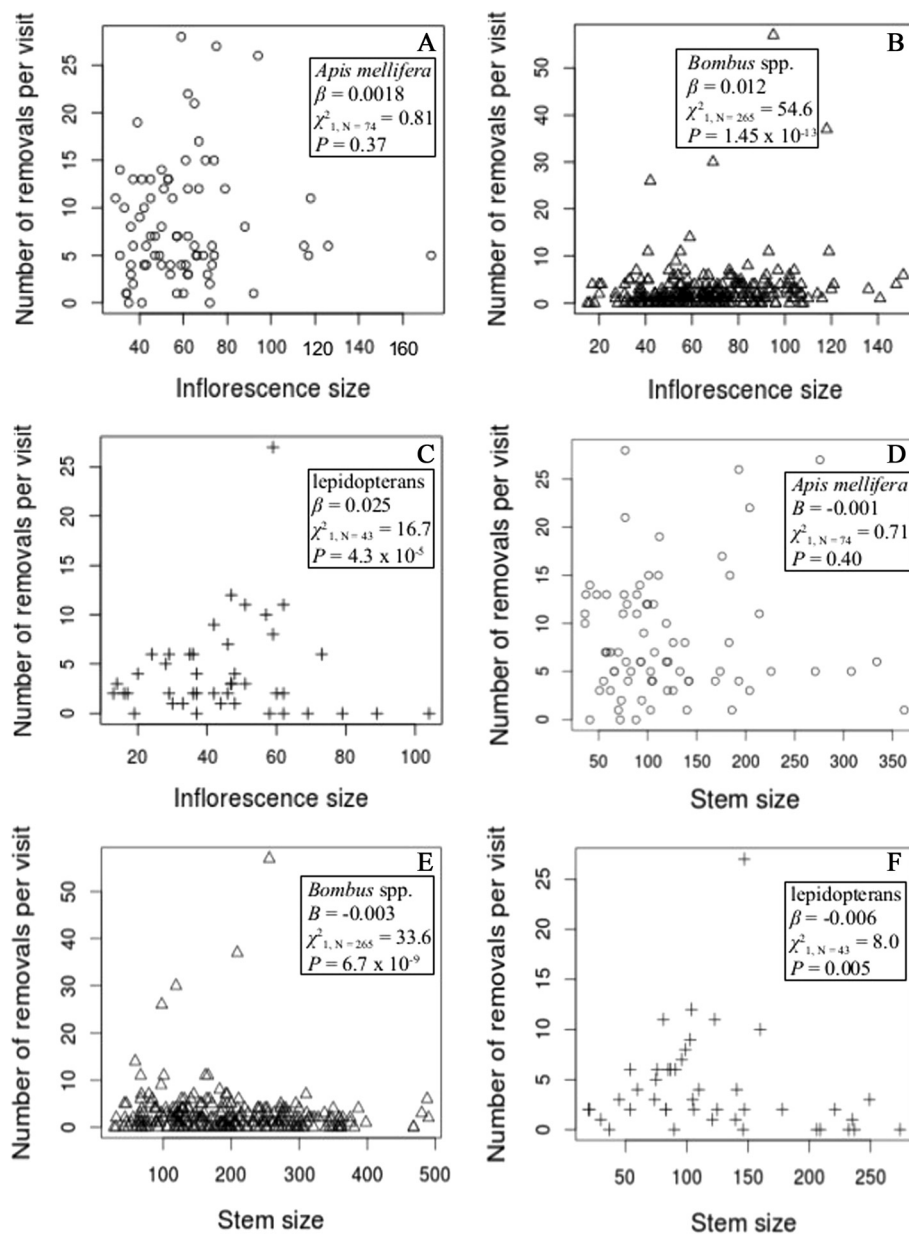 A
Number of removals per visit
25
20
15
10
5
0
Apis mellifera
β = 0.0018
χ²₁, N = 74 = 0.81
P = 0.37
40 60 80 100 120 140 160
Inflorescence size
B
Number of removals per visit
50
40
30
20
10
0
Bombus spp.
β = 0.012
χ²₁, N = 265 = 54.6
P = 1.45 x 10⁻¹³
20 40 60 80 100 120 140
Inflorescence size
C
Number of removals per visit
25
20
15
10
5
0
lepidopterans
β = 0.025
χ²₁, N = 43 = 16.7
P = 4.3 x 10⁻⁵
20 40 60 80 100
Inflorescence size
D
Number of removals per visit
25
20
15
10
5
0
Apis mellifera
B = -0.001
χ²₁, N = 74 = 0.71
P = 0.40
50 100 150 200 250 300 350
Stem size
E
Number of removals per visit
50
40
30
20
10
0
Bombus spp.
B = -0.003
χ²₁, N = 265 = 33.6
P = 6.7 x 10⁻⁹
100 200 300 400 500
Stem size
F
Number of removals per visit
25
20
15
10
5
0
lepidopterans
β = -0.006
χ²₁, N = 43 = 8.0
P = 0.005
50 100 150 200 250
Stem size